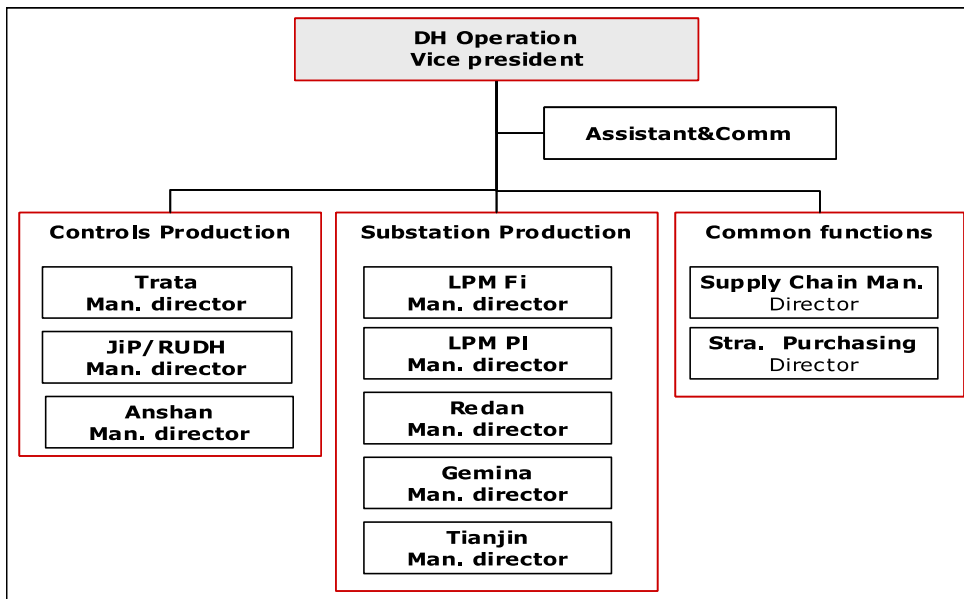 DH Operation
Vice president
Assistant&Comm
Controls Production
Trata
Man. director
JiP/RUDH
Man. director
Anshan
Man. director
Substation Production
LPM Fi
Man. director
LPM Pl
Man. director
Redan
Man. director
Gemina
Man. director
Tianjin
Man. director
Common functions
Supply Chain Man.
Director
Stra. Purchasing
Director